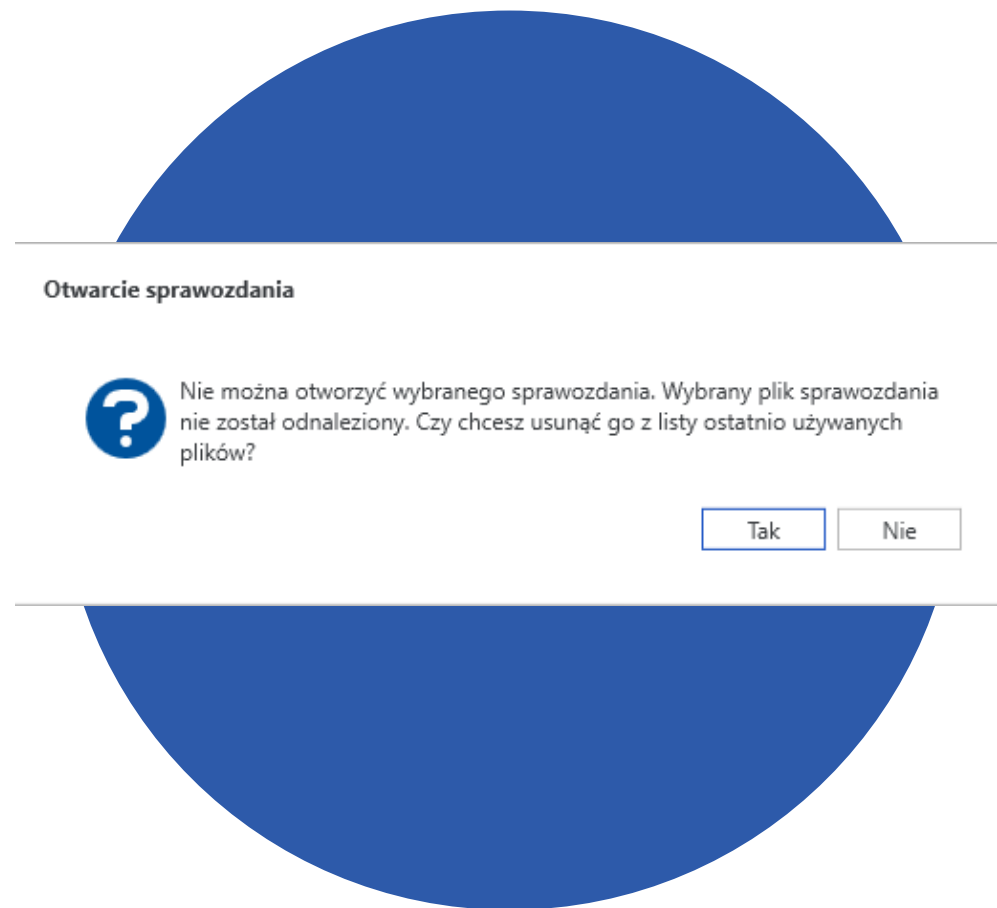 Otwarcie sprawozdania
Nie można otworzyć wybranego sprawozdania. Wybrany plik sprawozdania
nie został odnaleziony. Czy chcesz usunąć go z listy ostatnio używanych
plików?
Tak
Nie